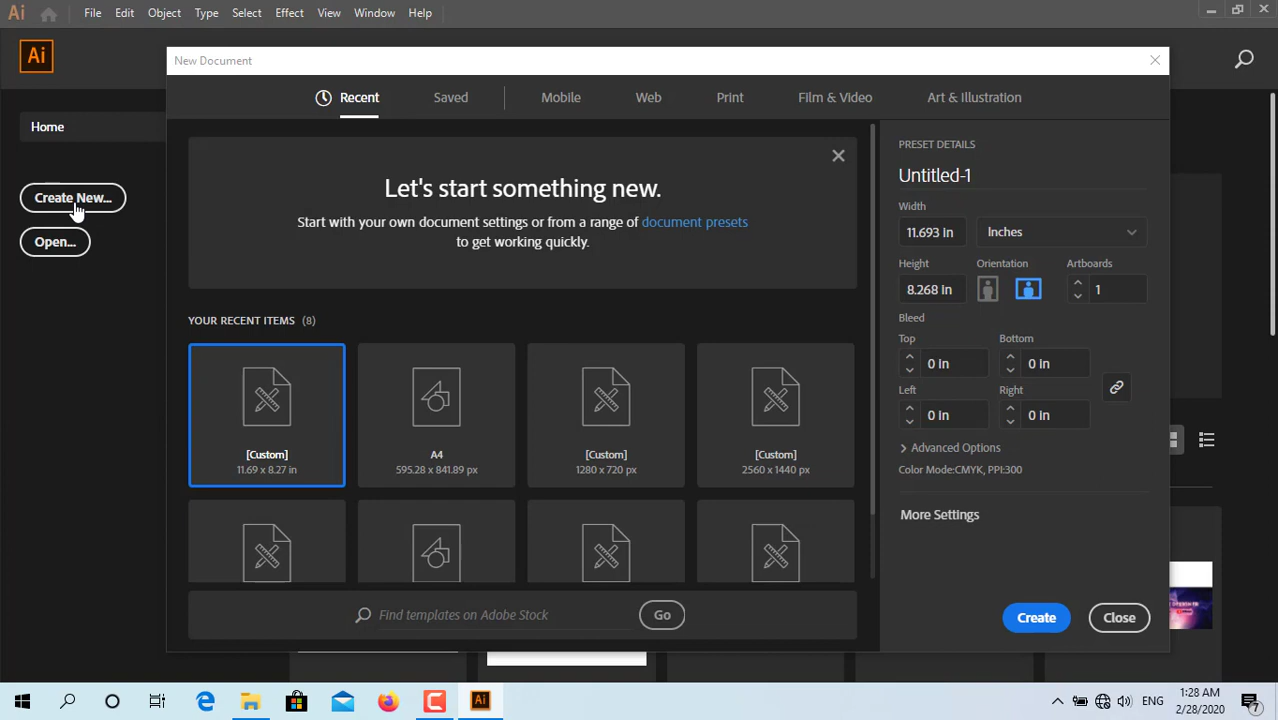 Ai File Edit Object Type Select Effect View Window Help
Ai
New Document
Recent Saved Mobile Web Print Film & Video Art & Illustration
Home
Create New...
Open...
Let's start something new.
Start with your own document settings or from a range of document presets
to get working quickly.
YOUR RECENT ITEMS (8)
[Custom]
11.69 x 8.27 in
A4
595.28 x 841.89 px
[Custom]
1280 x 720 px
[Custom]
2560 x 1440 px
Find templates on Adobe Stock
Go
PRESET DETAILS
Untitled-1
Width
11.693 in Inches
Height Orientation Artboards
8.268 in 1
Bleed
Top Bottom
0 in 0 in
Left Right
0 in 0 in
Advanced Options
Color Mode:CMYK, PPI:300
More Settings
Create Close
Ai
ENG
1:28 AM
2/28/2020
7